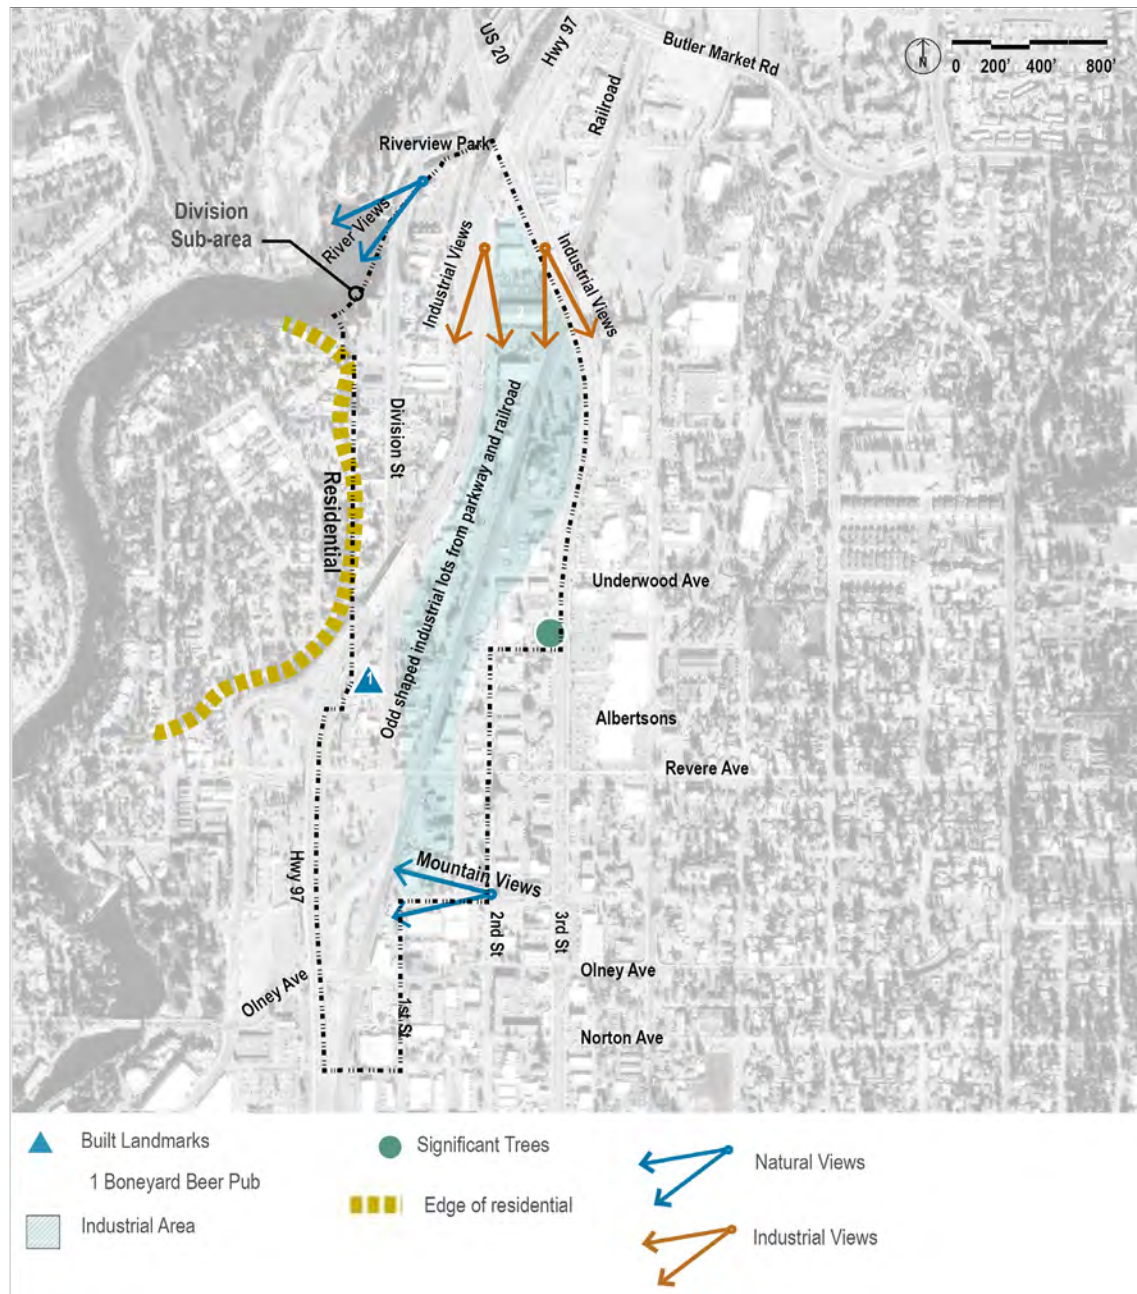 US 20
Hwy 97
Butler Market Rd
N
0 200' 400' 800'
Railroad
Riverview Park
Division
Sub-area
River Views
Industrial Views
Industrial Views
Division St
Residential
Odd shaped industrial lots from parkway and railroad
Underwood Ave
1
Albertsons
Revere Ave
Hwy 97
Mountain Views
2nd St
3rd St
Olney Ave
Olney Ave
1st St
Norton Ave
Built Landmarks
1 Boneyard Beer Pub
Industrial Area
Significant Trees
Edge of residential
Natural Views
Industrial Views